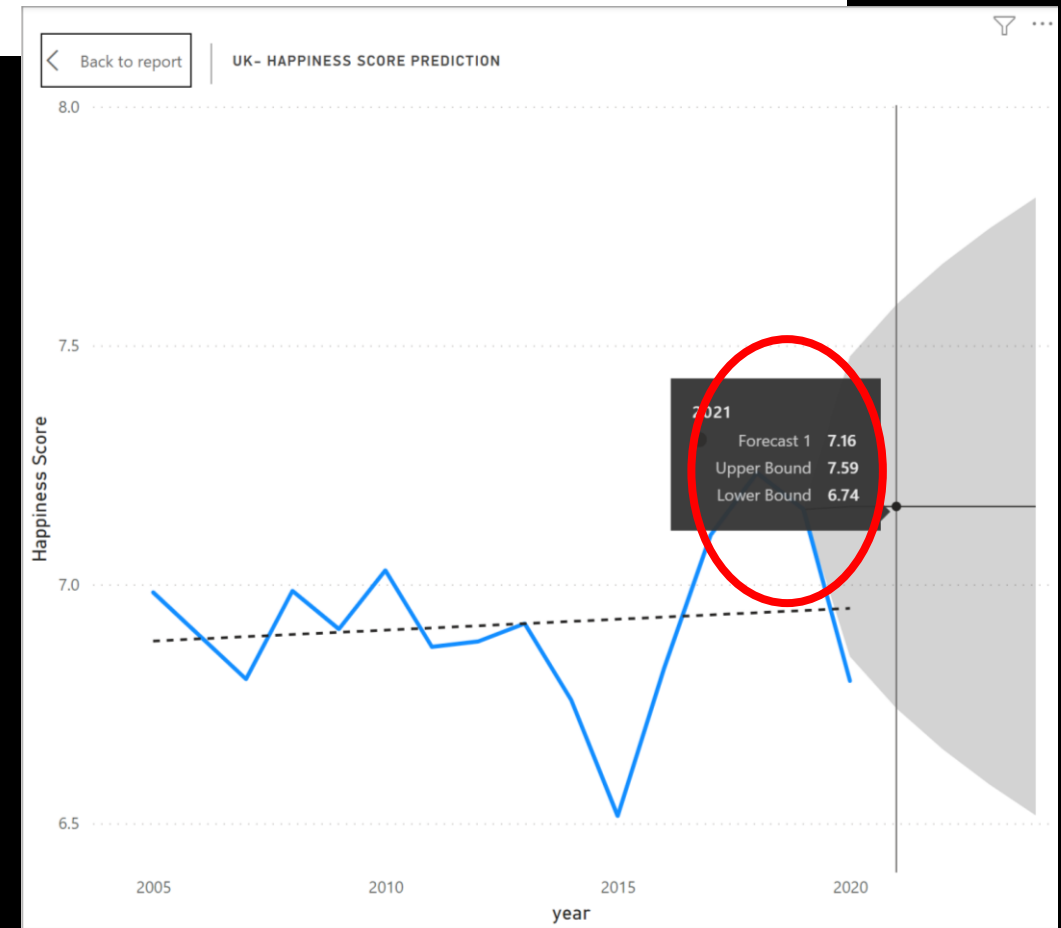 Back to report
UK- HAPPINESS SCORE PREDICTION
8.0
7.5
7.0
6.5
Happiness Score
2021
Forecast 1 7.16
Upper Bound 7.59
Lower Bound 6.74
2005 2010 2015 2020
year